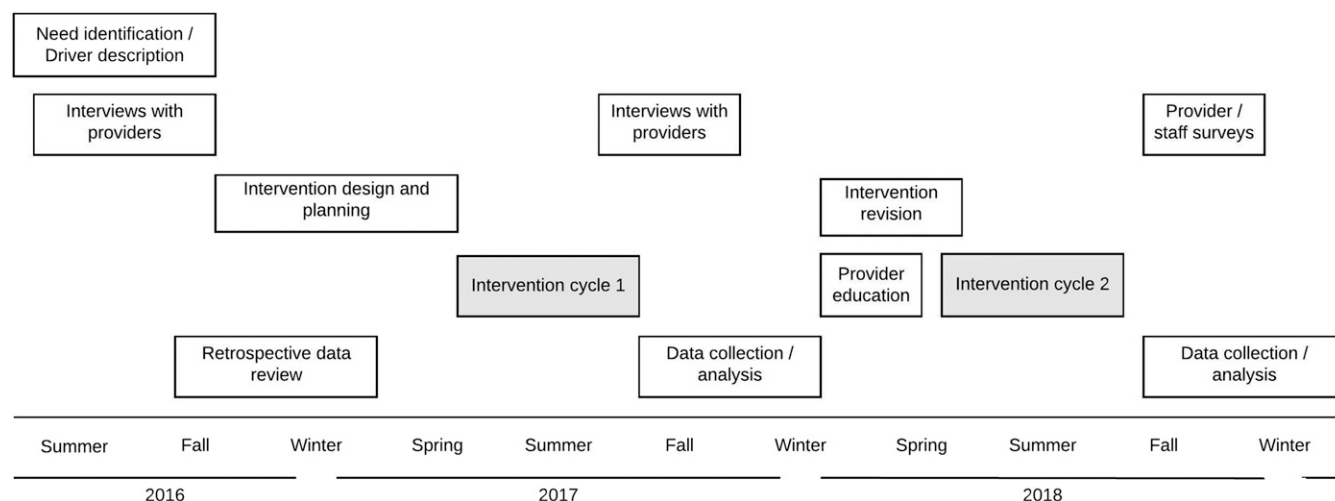 Need identification /
Driver description
Interviews with
providers
Interviews with
providers
Provider /
staff surveys
Intervention design and
planning
Intervention
revision
Intervention cycle 1
Provider
education
Intervention cycle 2
Retrospective data
review
Data collection /
analysis
Data collection /
analysis
Summer Fall Winter Spring Summer Fall Winter Spring Summer Fall Winter
2016 2017 2018